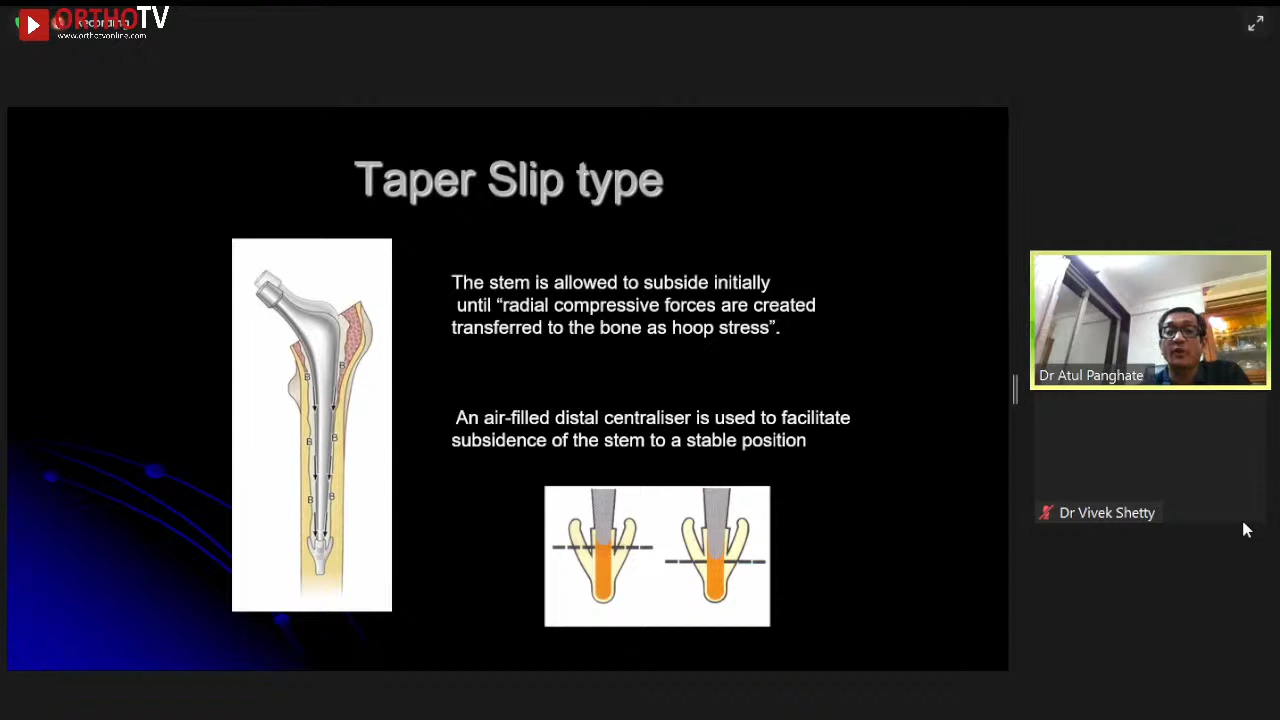 ORTHOTV
Recording
www.orthotvonline.com
Taper Slip type
The stem is allowed to subside initially
until “radial compressive forces are created
transferred to the bone as hoop stress”.
An air-filled distal centraliser is used to facilitate
subsidence of the stem to a stable position
B
B
B
B
B
B
Dr Atul Panghate
Dr Vivek Shetty